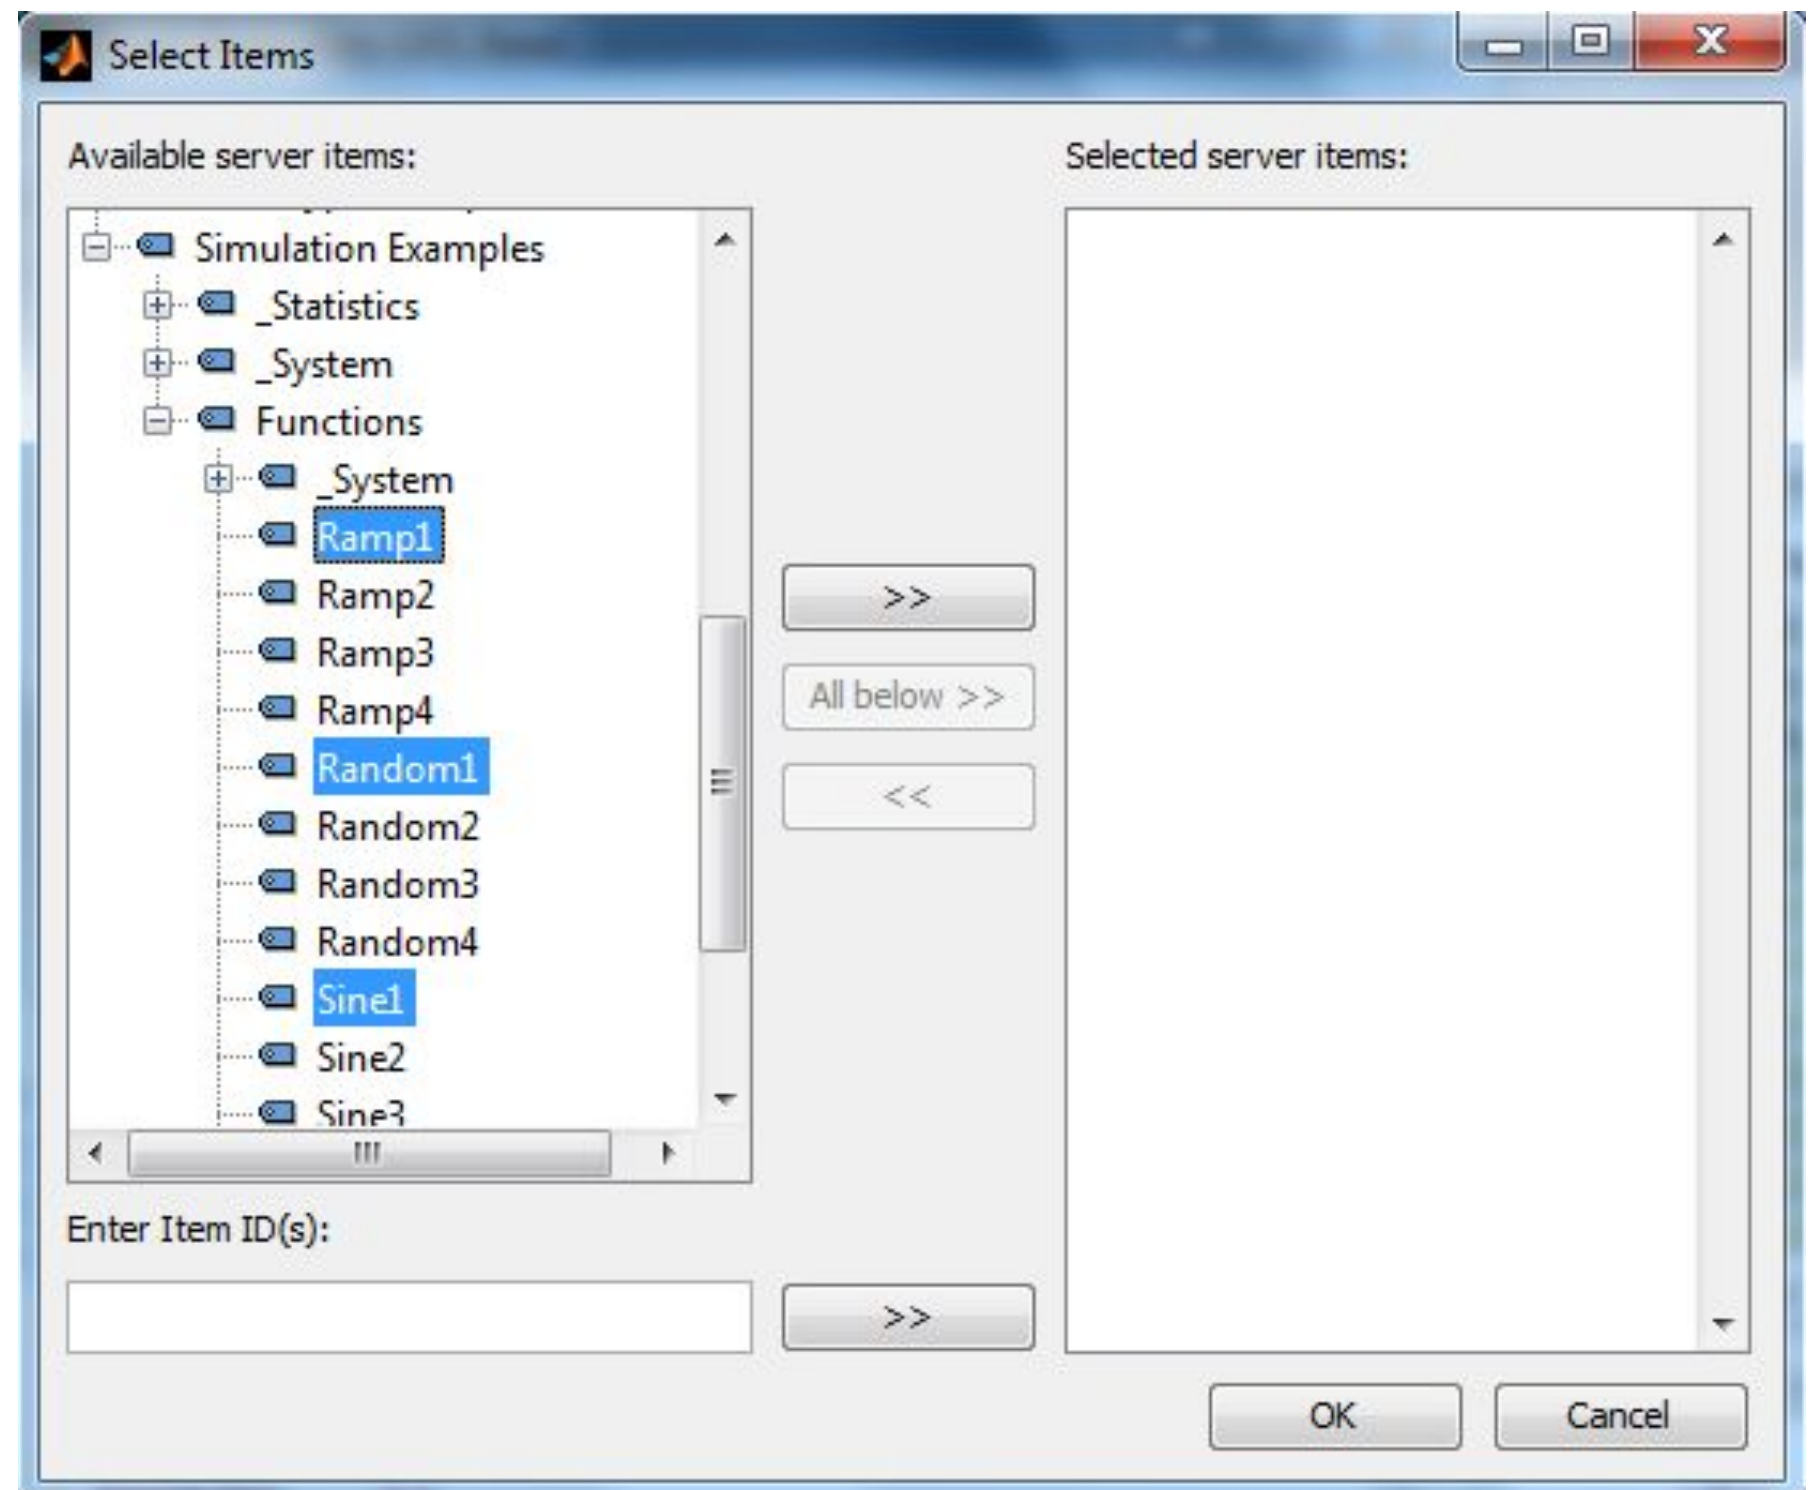 Select Items
Available server items:
Selected server items:
Simulation Examples
_Statistics
_System
Functions
_System
Ramp1
Ramp2
Ramp3
Ramp4
Random1
Random2
Random3
Random4
Sine1
Sine2
Sine3
>>
All below >>
<<
Enter Item ID(s):
>>
OK
Cancel